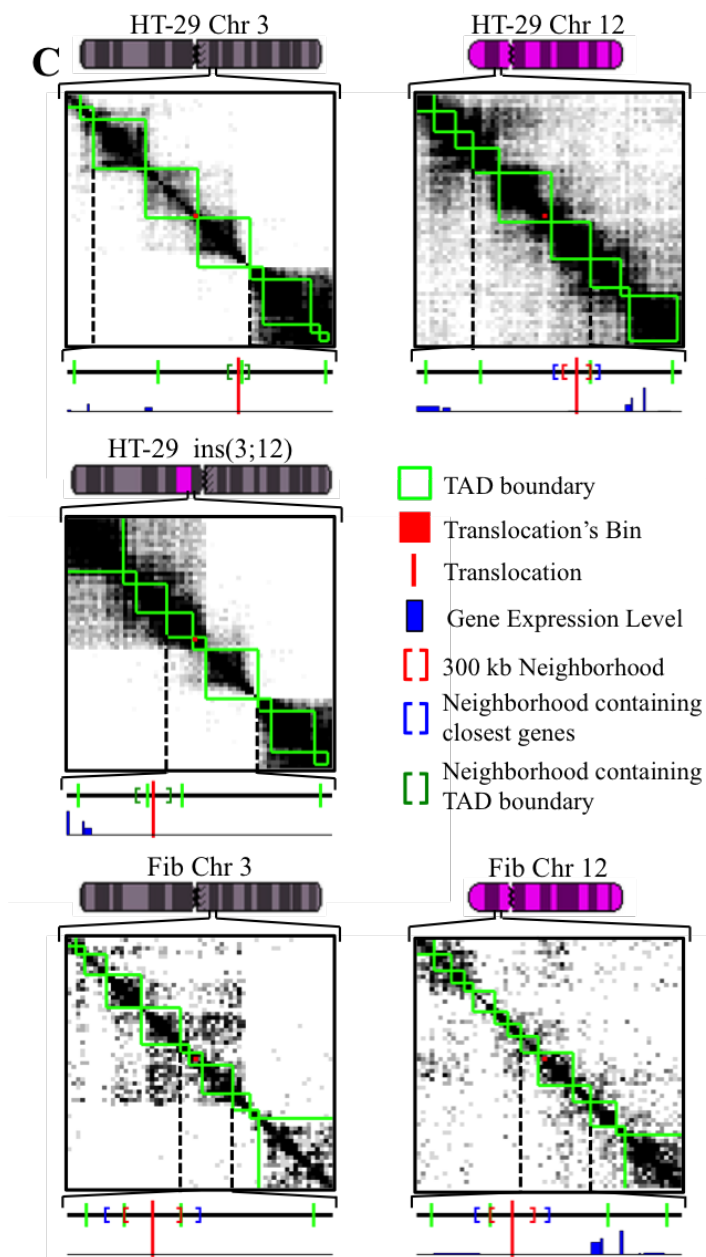 HT-29 Chr 3
HT-29 Chr 12
C
HT-29 ins(3;12)
TAD boundary
Translocation's Bin
Translocation
Gene Expression Level
300 kb Neighborhood
Neighborhood containing
closest genes
Neighborhood containing
TAD boundary
Fib Chr 3
Fib Chr 12